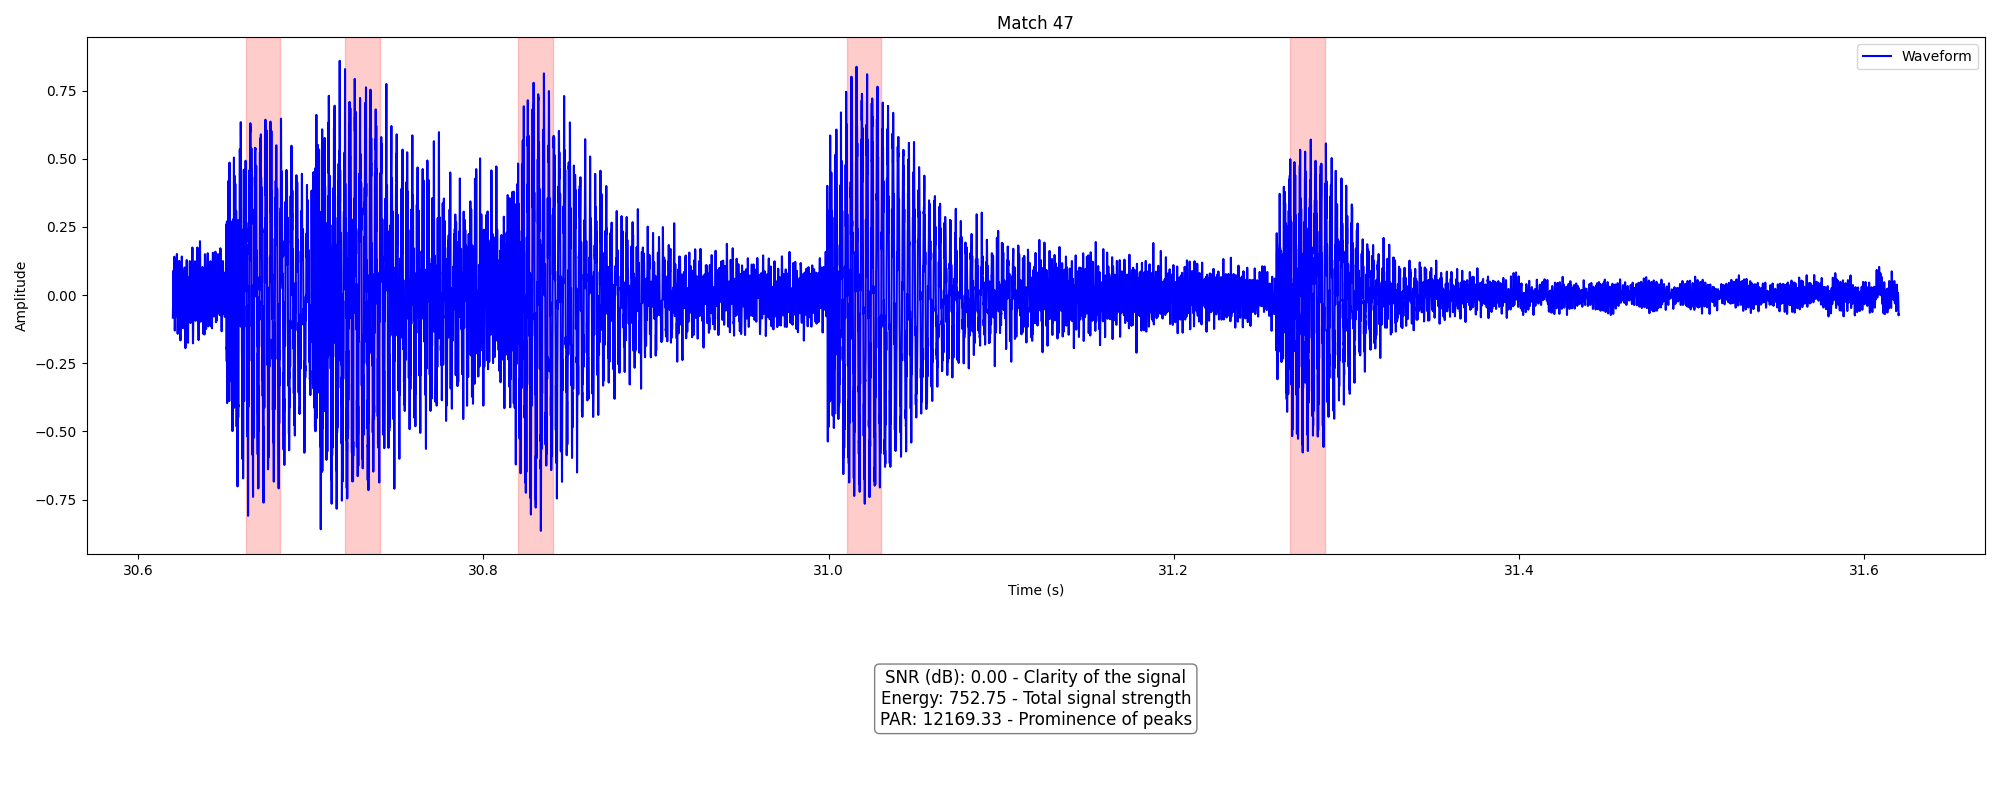 Match 47
Waveform
Amplitude
0.75
0.50
0.25
0.00
−0.25
−0.50
−0.75
30.6 30.8 31.0 31.2 31.4 31.6
Time (s)
SNR (dB): 0.00 - Clarity of the signal
Energy: 752.75 - Total signal strength
PAR: 12169.33 - Prominence of peaks